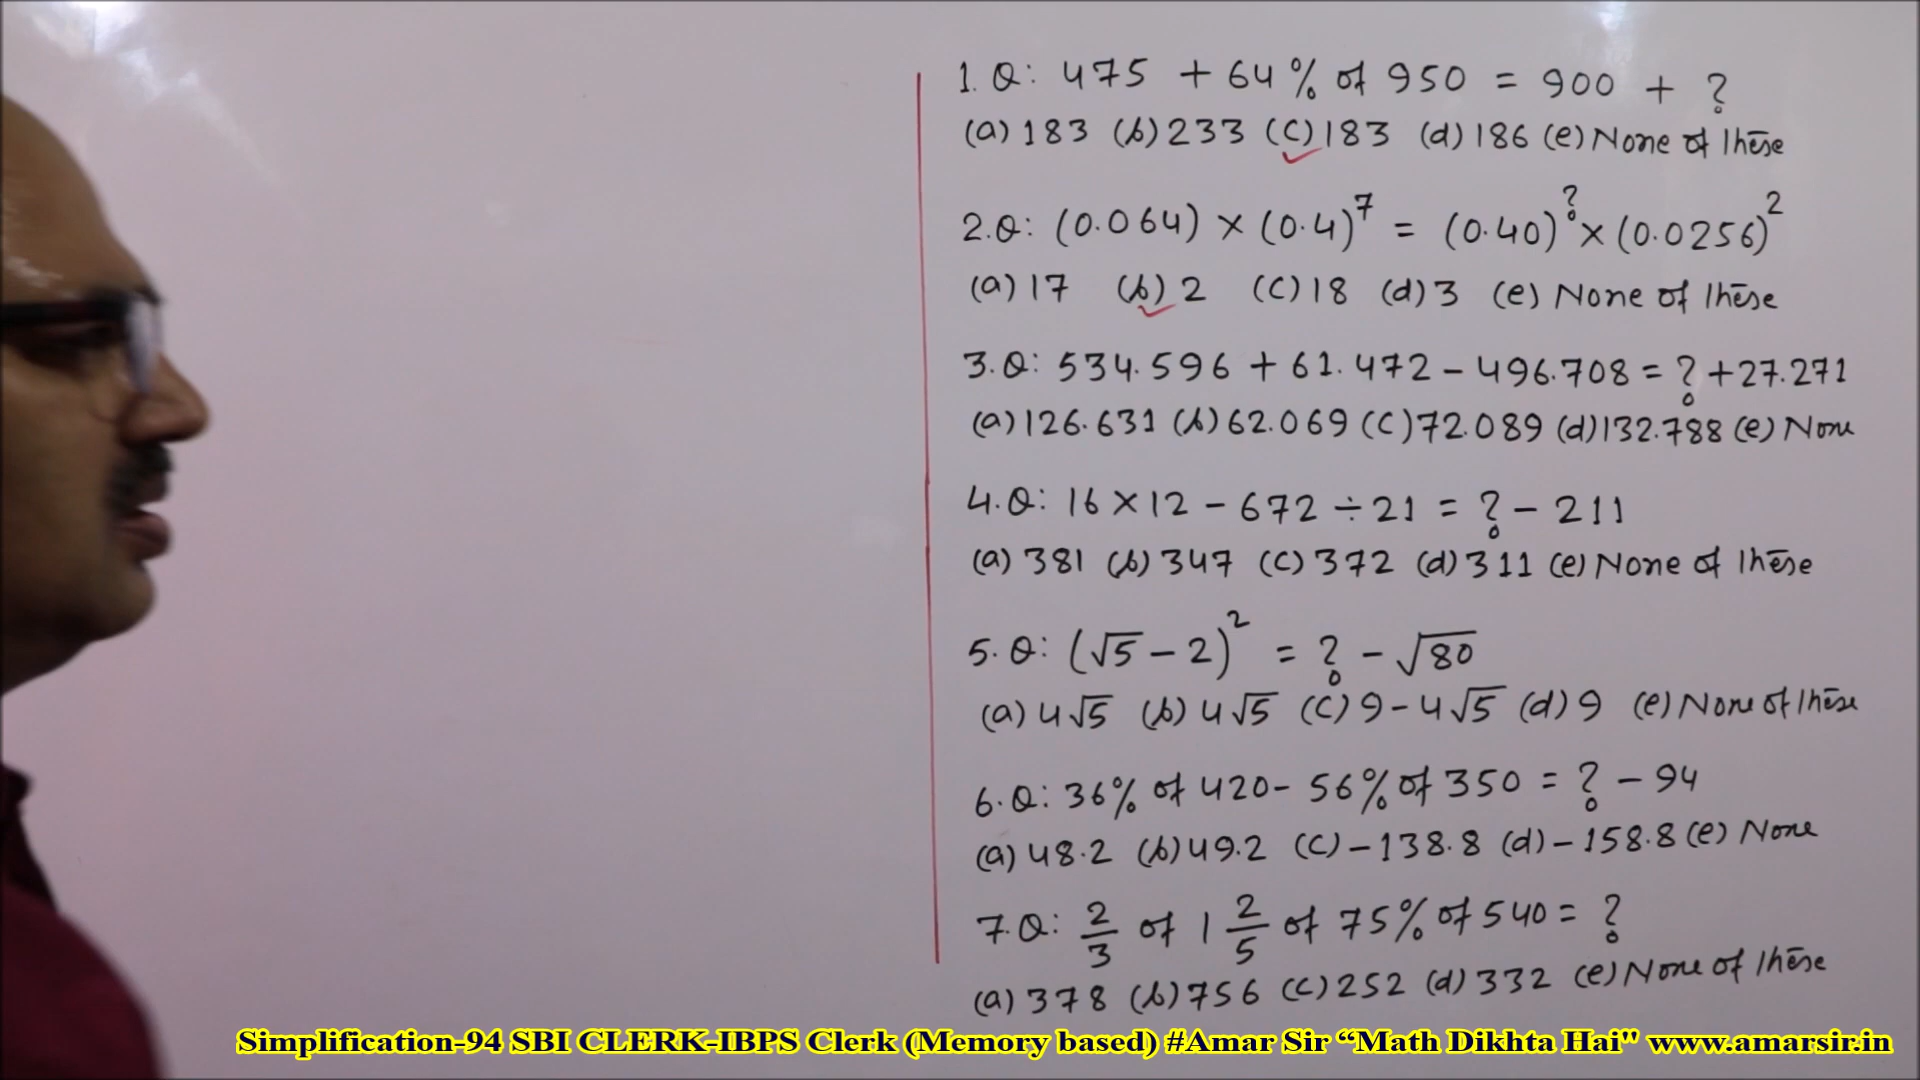 1. Q: 475 + 64% of 950 = 900 + ?
(a) 183 (b) 233 (c) 183 (d) 186 (e) None of these
2. Q: (0.064) × (0.4)^7 = (0.40)^? × (0.0256)^2
(a) 17 (b) 2 (c) 18 (d) 3 (e) None of these
3. Q: 534.596 + 61.472 - 496.708 = ? + 27.271
(a) 126.631 (b) 62.069 (c) 72.089 (d) 132.788 (e) None
4. Q: 16 × 12 - 672 ÷ 21 = ? - 211
(a) 381 (b) 347 (c) 372 (d) 311 (e) None of these
5. Q: (√5 - 2)^2 = ? - √80
(a) 4√5 (b) 4√5 (c) 9 - 4√5 (d) 9 (e) None of these
6. Q: 36% of 420 - 56% of 350 = ? - 94
(a) 48.2 (b) 49.2 (c) -138.8 (d) -158.8 (e) None
7. Q: 2/3 of 1 2/5 of 75% of 540 = ?
(a) 378 (b) 756 (c) 252 (d) 332 (e) None of these
Simplification-94 SBI CLERK-IBPS Clerk (Memory based) #Amar Sir “Math Dikhta Hai" www.amarsir.in